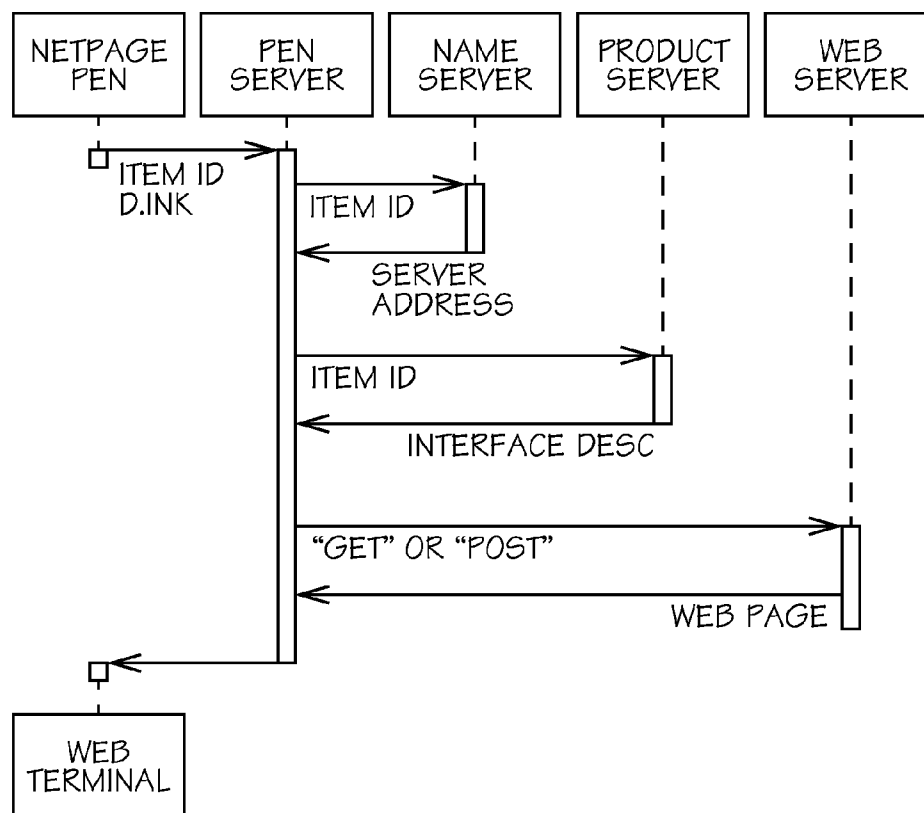 NETPAGE
PEN
PEN
SERVER
NAME
SERVER
PRODUCT
SERVER
WEB
SERVER
ITEM ID
D.INK
ITEM ID
SERVER
ADDRESS
ITEM ID
INTERFACE DESC
“GET” OR “POST”
WEB PAGE
WEB
TERMINAL